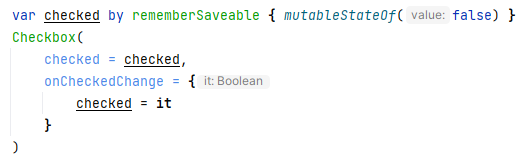 var checked by rememberSaveable { mutableStateOf( value: false) }
Checkbox(
    checked = checked,
    onCheckedChange = { it: Boolean
        checked = it
    }
)